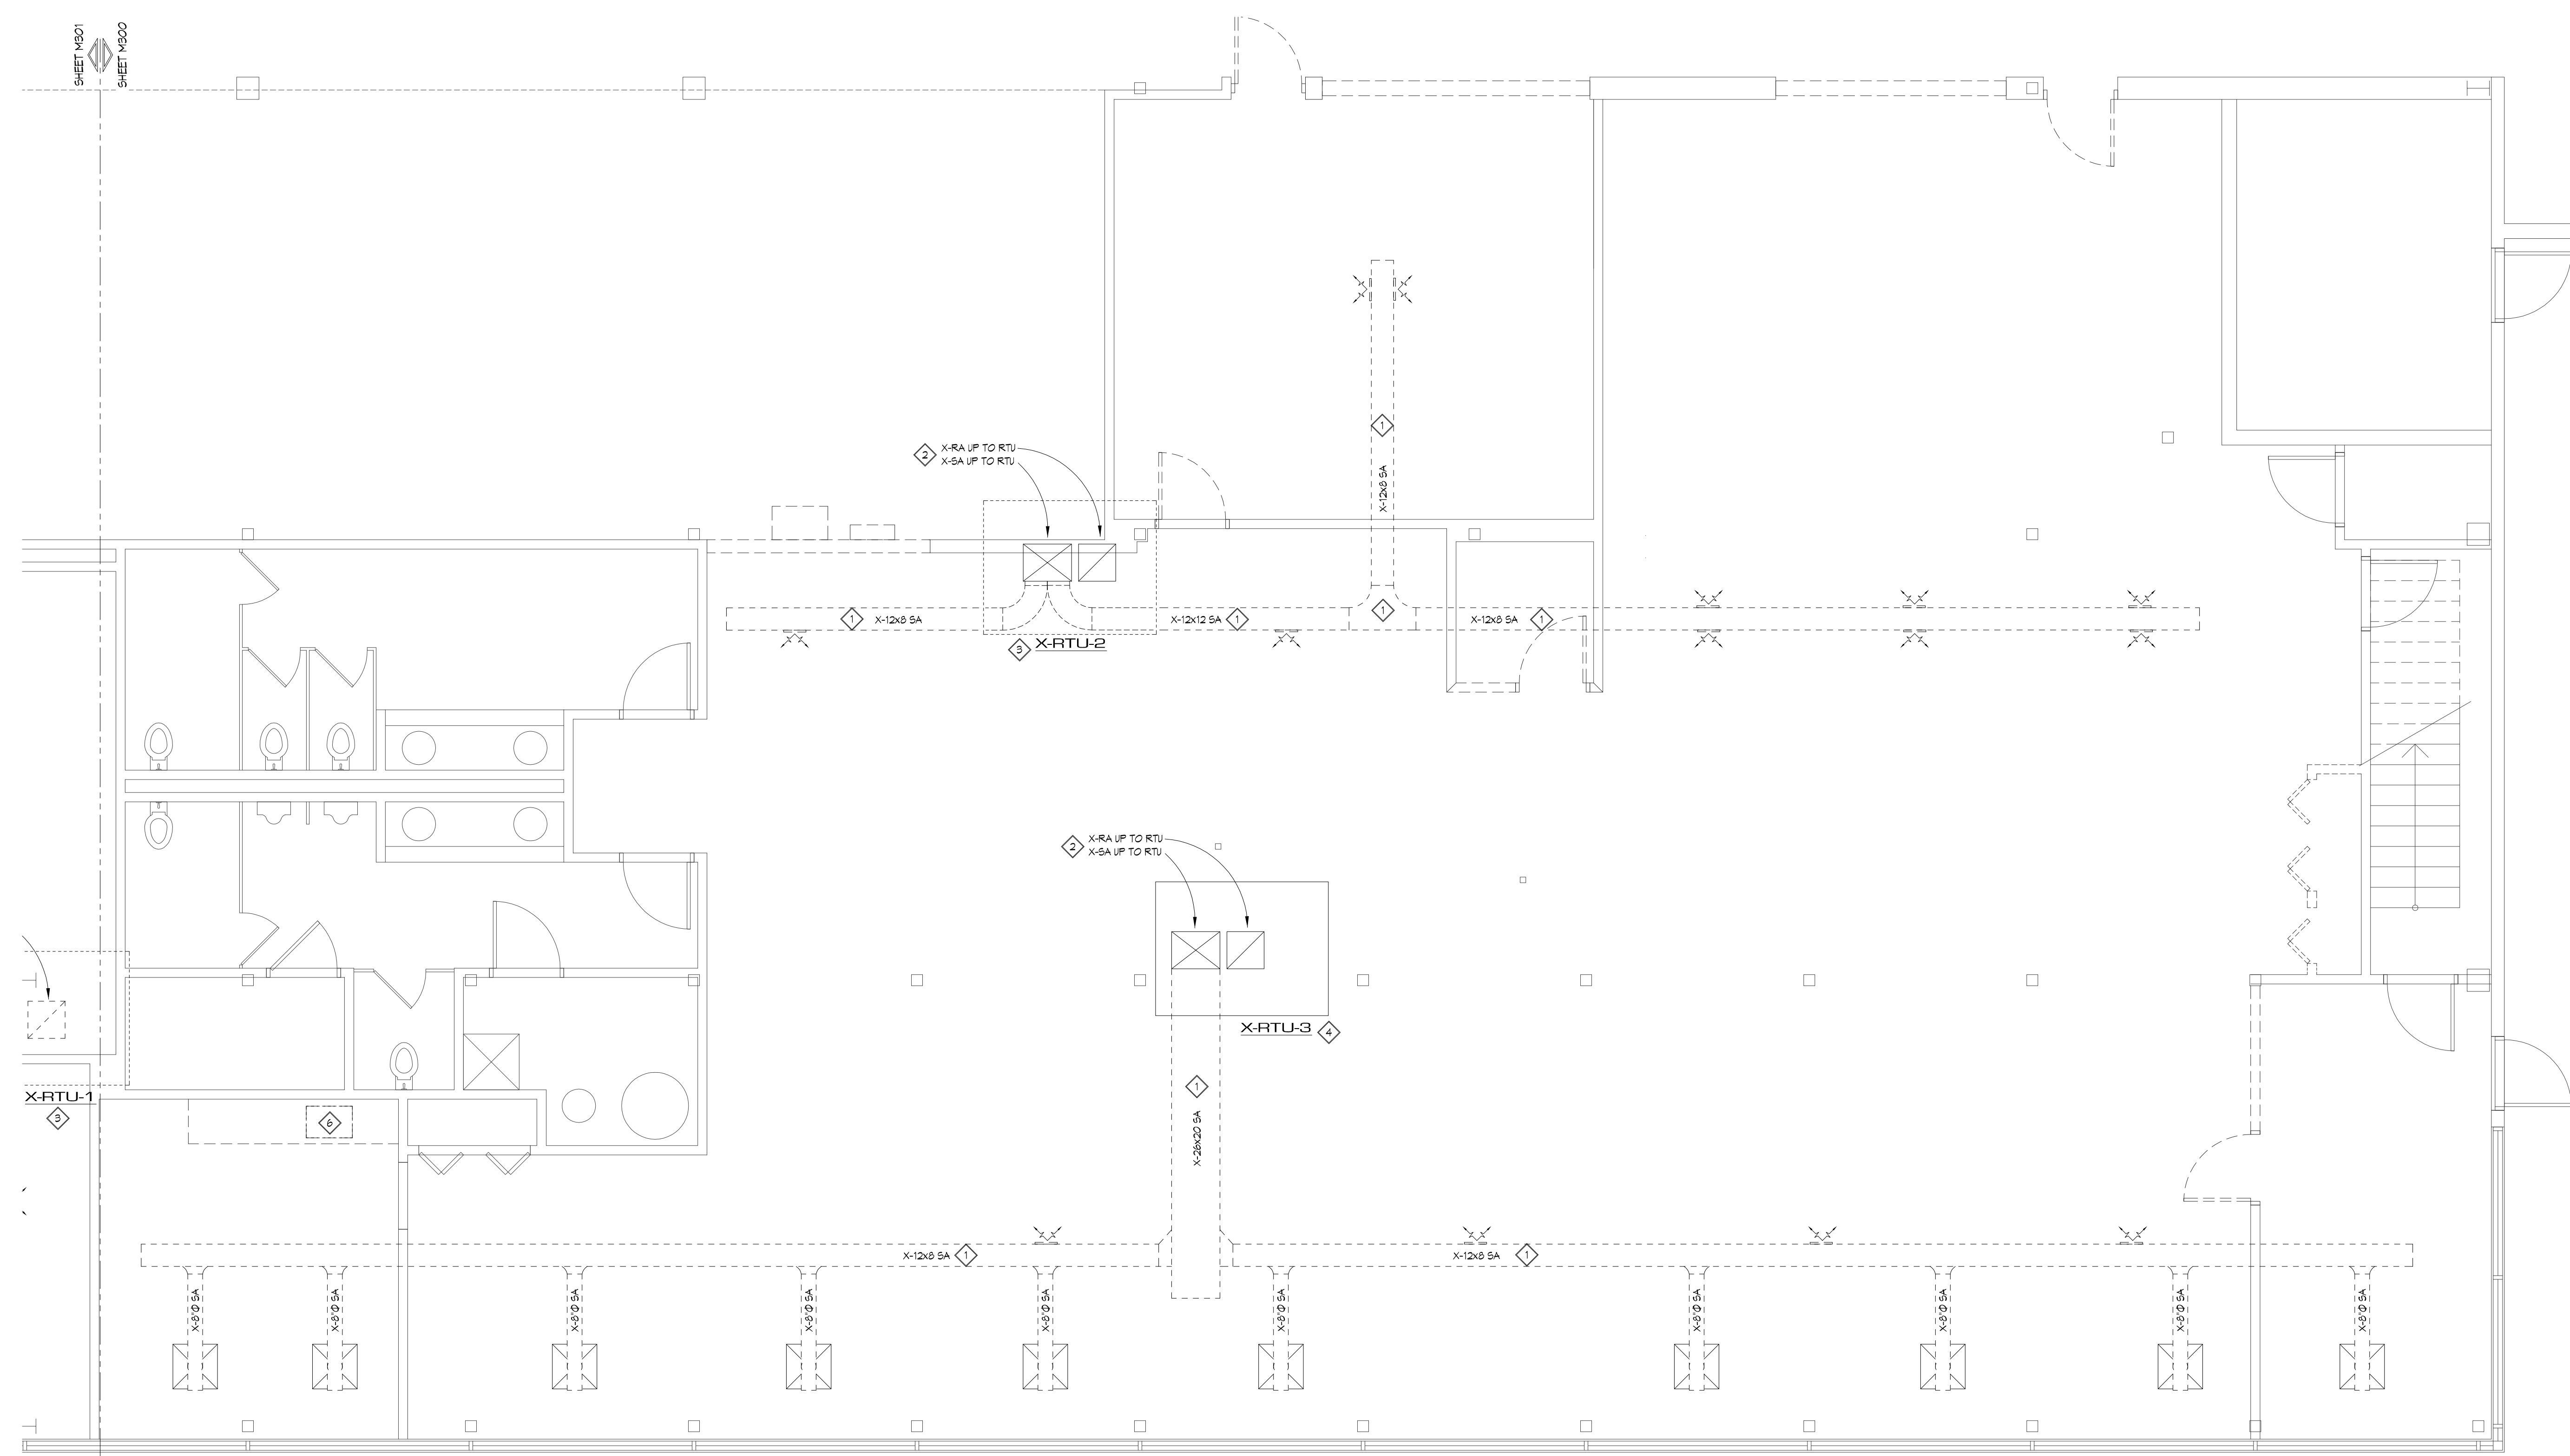 SHEET M301
SHEET M300
1
2
X-RA UP TO RTU
X-SA UP TO RTU
X-12x8 SA
1
X-12x8 SA
X-12x12 SA
1
1
X-12x8 SA
1
3
X-RTU-2
2
X-RA UP TO RTU
X-SA UP TO RTU
X-RTU-3
4
1
X-RTU-1
3
6
X-26x20 SA
X-12x8 SA
1
X-12x8 SA
1
X-8"Ø SA
X-8"Ø SA
X-8"Ø SA
X-8"Ø SA
X-8"Ø SA
X-8"Ø SA
X-8"Ø SA
X-8"Ø SA
X-8"Ø SA
X-8"Ø SA